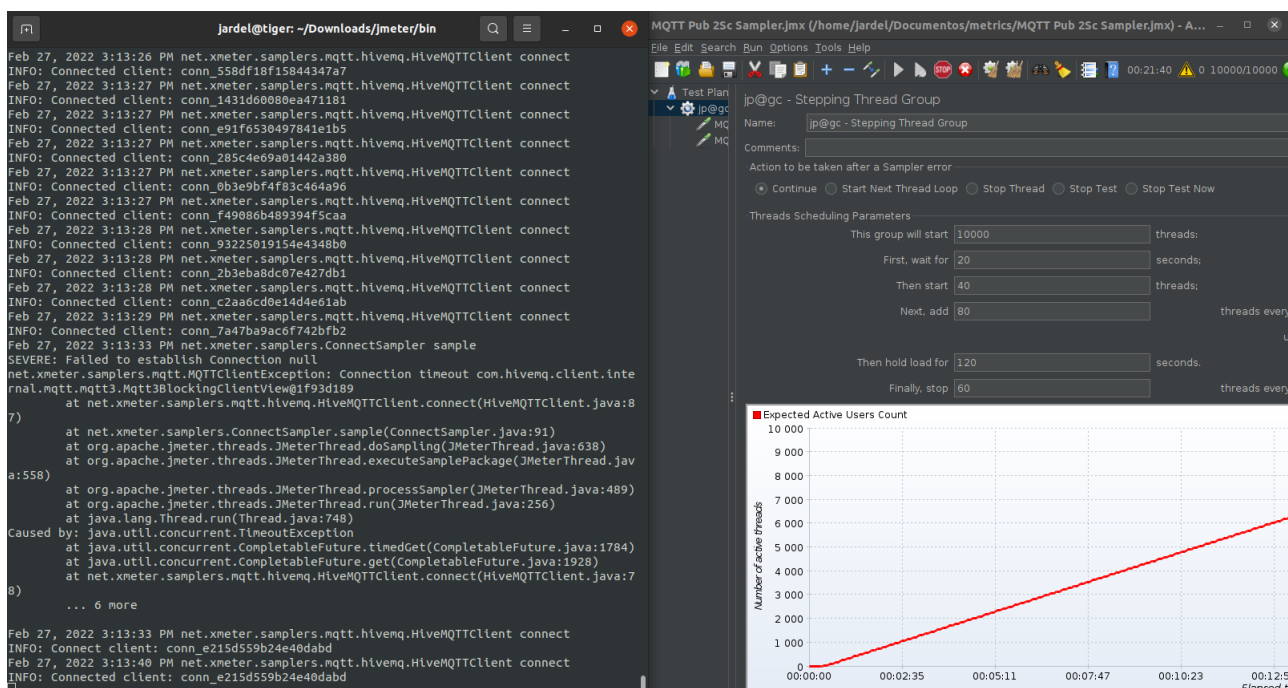 jardel@tiger: ~/Downloads/jmeter/bin
Feb 27, 2022 3:13:26 PM net.xmeter.samplers.mqtt.hivemq.HiveMQTTClient connect
INFO: Connected client: conn_558df18f15844347a7
Feb 27, 2022 3:13:27 PM net.xmeter.samplers.mqtt.hivemq.HiveMQTTClient connect
INFO: Connected client: conn_1431d60080ea471181
Feb 27, 2022 3:13:27 PM net.xmeter.samplers.mqtt.hivemq.HiveMQTTClient connect
INFO: Connected client: conn_e91f6530497841e1b5
Feb 27, 2022 3:13:27 PM net.xmeter.samplers.mqtt.hivemq.HiveMQTTClient connect
INFO: Connected client: conn_285c4e69a01442a380
Feb 27, 2022 3:13:27 PM net.xmeter.samplers.mqtt.hivemq.HiveMQTTClient connect
INFO: Connected client: conn_0b3e9bf4f83c464a96
Feb 27, 2022 3:13:27 PM net.xmeter.samplers.mqtt.hivemq.HiveMQTTClient connect
INFO: Connected client: conn_f49086b489394f5caa
Feb 27, 2022 3:13:28 PM net.xmeter.samplers.mqtt.hivemq.HiveMQTTClient connect
INFO: Connected client: conn_93225019154e4348b0
Feb 27, 2022 3:13:28 PM net.xmeter.samplers.mqtt.hivemq.HiveMQTTClient connect
INFO: Connected client: conn_2b3eba8dc07e427db1
Feb 27, 2022 3:13:28 PM net.xmeter.samplers.mqtt.hivemq.HiveMQTTClient connect
INFO: Connected client: conn_c2aa6cd0e14d4e61ab
Feb 27, 2022 3:13:29 PM net.xmeter.samplers.mqtt.hivemq.HiveMQTTClient connect
INFO: Connected client: conn_7a47ba9ac6f742bfb2
Feb 27, 2022 3:13:33 PM net.xmeter.samplers.ConnectSampler sample
SEVERE: Failed to establish Connection null
net.xmeter.samplers.mqtt.MQTTClientException: Connection timeout com.hivemq.client.inte
rnal.mqtt.mqtt3.Mqtt3BlockingClientView@1f93d189
at net.xmeter.samplers.mqtt.hivemq.HiveMQTTClient.connect(HiveMQTTClient.java:8
7)
at net.xmeter.samplers.ConnectSampler.sample(ConnectSampler.java:91)
at org.apache.jmeter.threads.JMeterThread.doSampling(JMeterThread.java:638)
at org.apache.jmeter.threads.JMeterThread.executeSamplePackage(JMeterThread.jav
a:558)
at org.apache.jmeter.threads.JMeterThread.processSampler(JMeterThread.java:489)
at org.apache.jmeter.threads.JMeterThread.run(JMeterThread.java:256)
at java.lang.Thread.run(Thread.java:748)
Caused by: java.util.concurrent.TimeoutException
at java.util.concurrent.CompletableFuture.timedGet(CompletableFuture.java:1784)
at java.util.concurrent.CompletableFuture.get(CompletableFuture.java:1928)
at net.xmeter.samplers.mqtt.hivemq.HiveMQTTClient.connect(HiveMQTTClient.java:7
8)
... 6 more
Feb 27, 2022 3:13:33 PM net.xmeter.samplers.mqtt.hivemq.HiveMQTTClient connect
INFO: Connect client: conn_e215d559b24e40dabd
Feb 27, 2022 3:13:40 PM net.xmeter.samplers.mqtt.hivemq.HiveMQTTClient connect
INFO: Connected client: conn_e215d559b24e40dabd
MQTT Pub 2Sc Sampler.jmx (/home/jardel/Documentos/metrics/MQTT Pub 2Sc Sampler.jmx) - A...
File Edit Search Run Options Tools Help
STOP 00:21:40 0 10000/10000
Test Plan
jp@gc
MQ
MQ
jp@gc - Stepping Thread Group
Name: jp@gc - Stepping Thread Group
Comments:
Action to be taken after a Sampler error
Continue Start Next Thread Loop Stop Thread Stop Test Stop Test Now
Threads Scheduling Parameters
This group will start 10000 threads:
First, wait for 20 seconds;
Then start 40 threads;
Next, add 80 threads every
Then hold load for 120 seconds.
Finally, stop 60 threads every
Expected Active Users Count
10 000
9 000
8 000
7 000
6 000
5 000
4 000
3 000
2 000
1 000
0
Number of active threads
00:00:00 00:02:35 00:05:11 00:07:47 00:10:23 00:12:5
Elapsed t